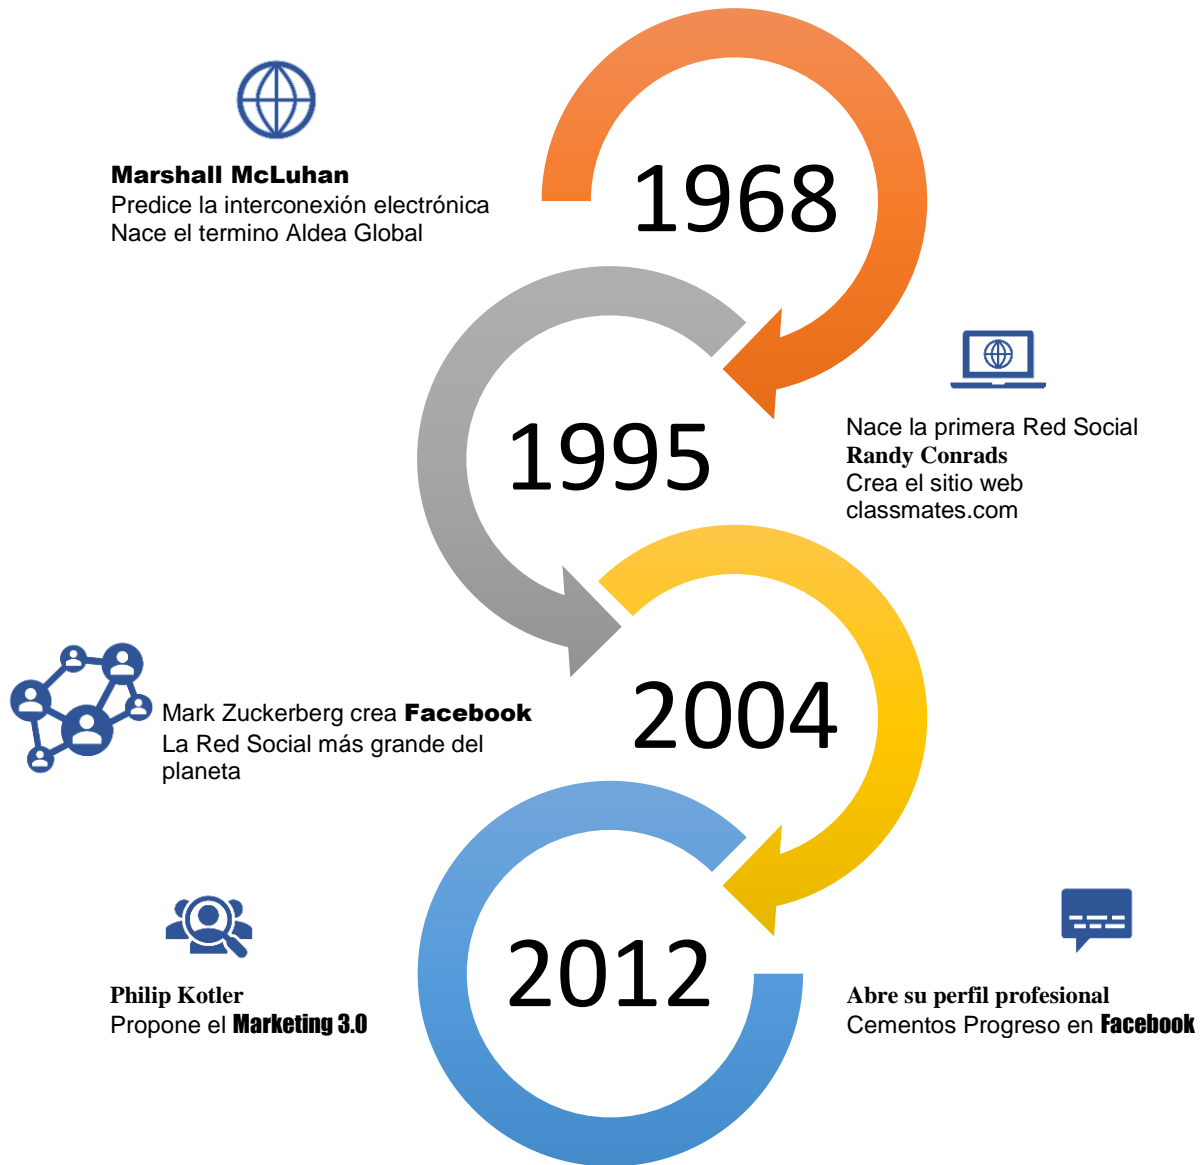 Marshall McLuhan
Predice la interconexión electrónica
Nace el termino Aldea Global
1968
1995
Nace la primera Red Social
Randy Conrads
Crea el sitio web
classmates.com
Mark Zuckerberg crea Facebook
La Red Social más grande del
planeta
2004
Philip Kotler
Propone el Marketing 3.0
2012
Abre su perfil profesional
Cementos Progreso en Facebook